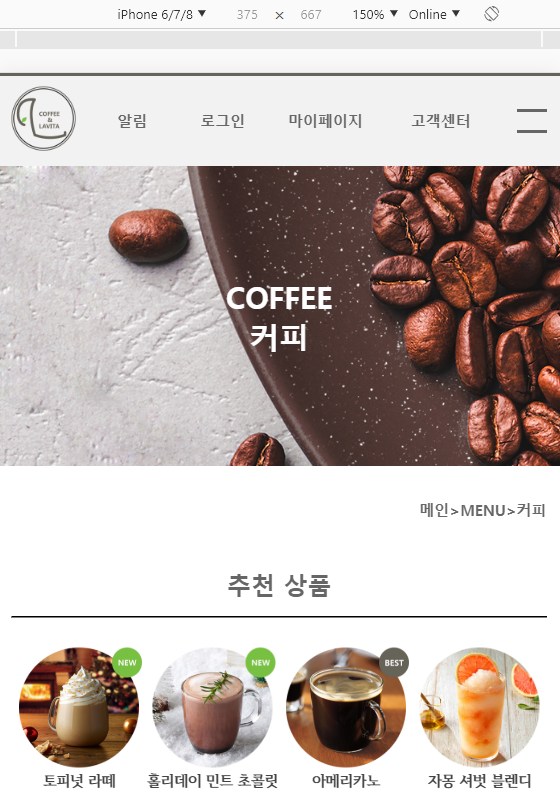 iPhone 6/7/8 ▼ 375 × 667 150% ▼ Online ▼
COFFEE
&
LAVITA
알림 로그인 마이페이지 고객센터
COFFEE
커피
메인>MENU>커피
추천 상품
NEW NEW BEST
토피넛 라떼 홀리데이 민트 초콜릿 아메리카노 자몽 셔벗 블렌디